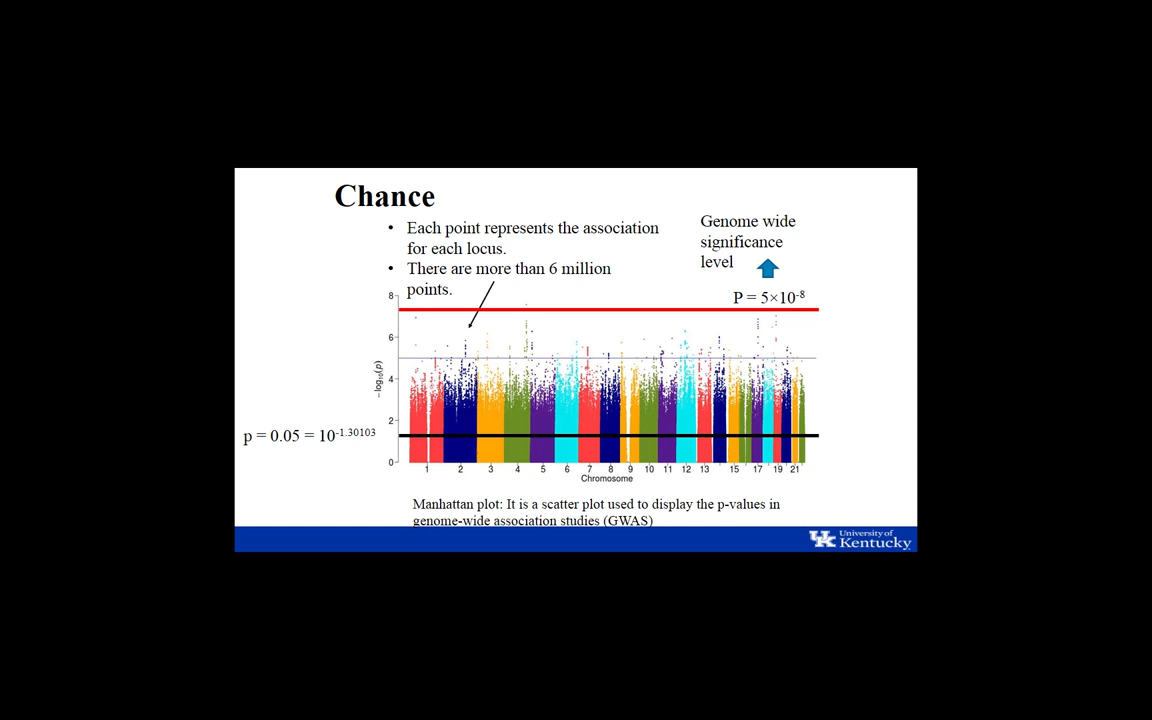 Chance
• Each point represents the association
for each locus.
• There are more than 6 million
points.
Genome wide
significance
level
P = 5×10-8
8
6
4
2
0
−log10(p)
p = 0.05 = 10-1.30103
1 2 3 4 5 6 7 8 9 10 11 12 13 15 17 19 21
Chromosome
Manhattan plot: It is a scatter plot used to display the p-values in
genome-wide association studies (GWAS)
UK University of
Kentucky